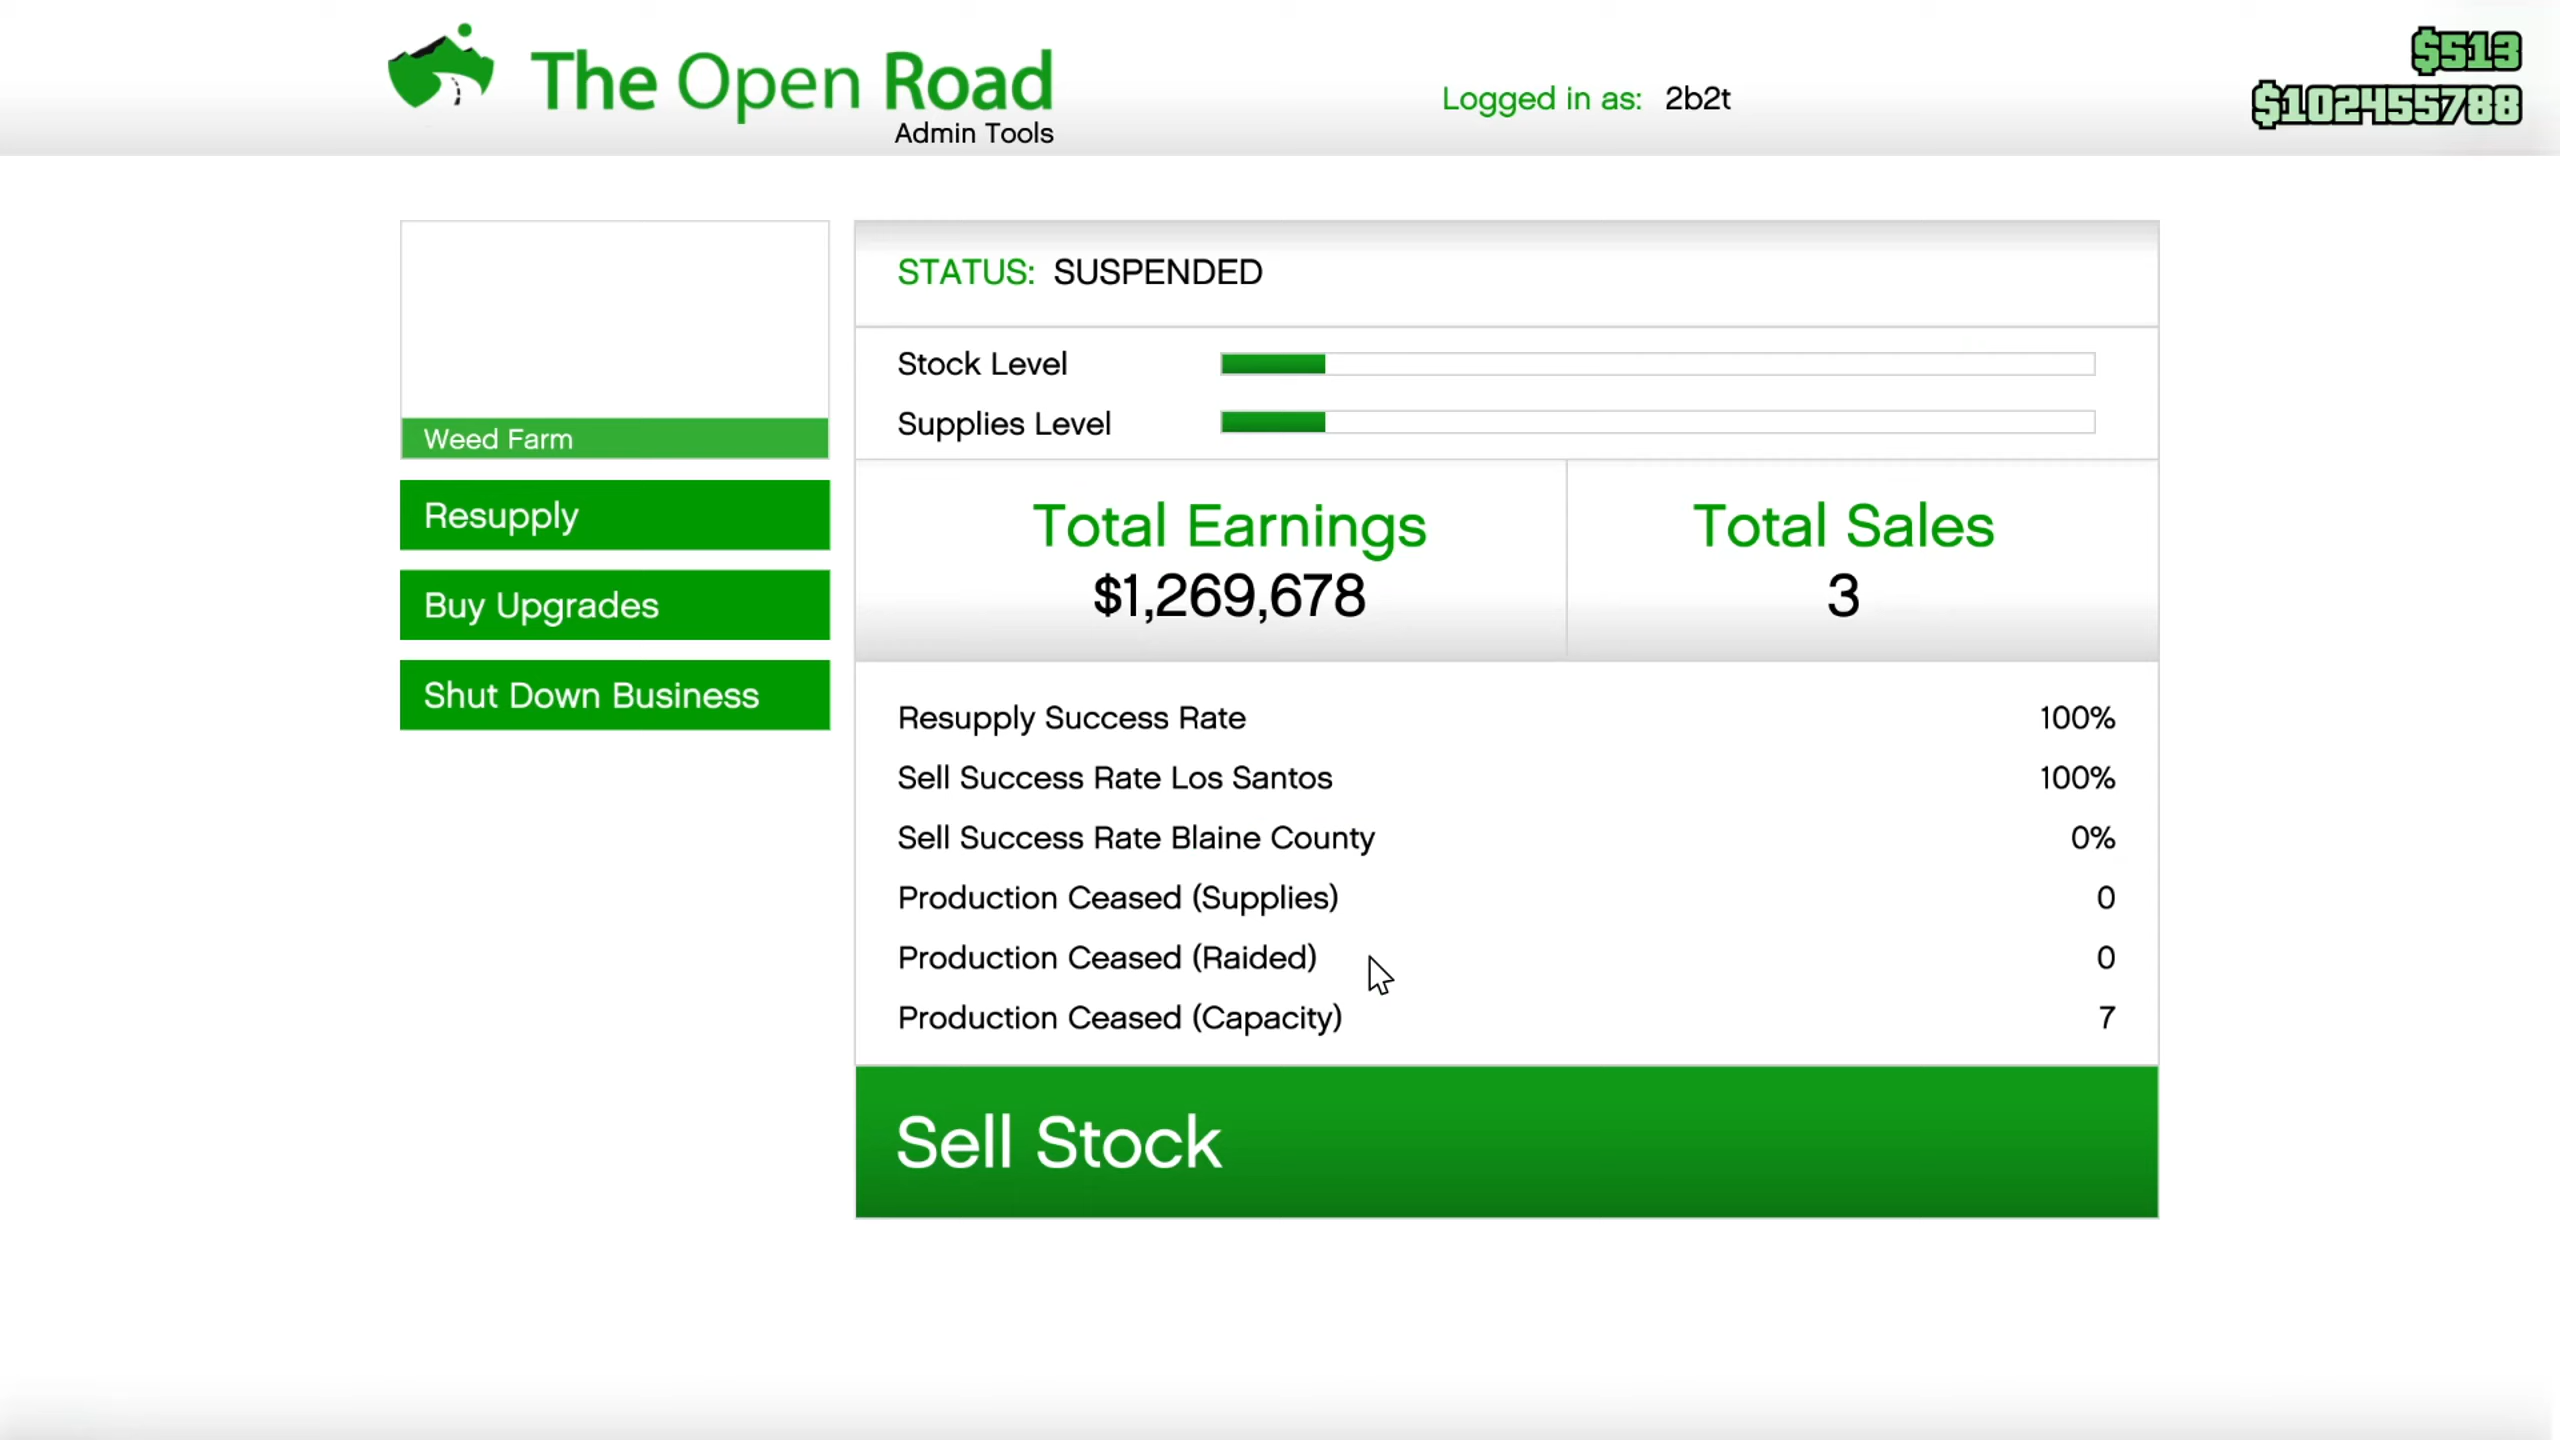 The Open Road
Admin Tools
Logged in as: 2b2t
$513
$102455788
Weed Farm
Resupply
Buy Upgrades
Shut Down Business
STATUS: SUSPENDED
Stock Level
Supplies Level
Total Earnings
$1,269,678
Total Sales
3
Resupply Success Rate 100%
Sell Success Rate Los Santos 100%
Sell Success Rate Blaine County 0%
Production Ceased (Supplies) 0
Production Ceased (Raided) 0
Production Ceased (Capacity) 7
Sell Stock